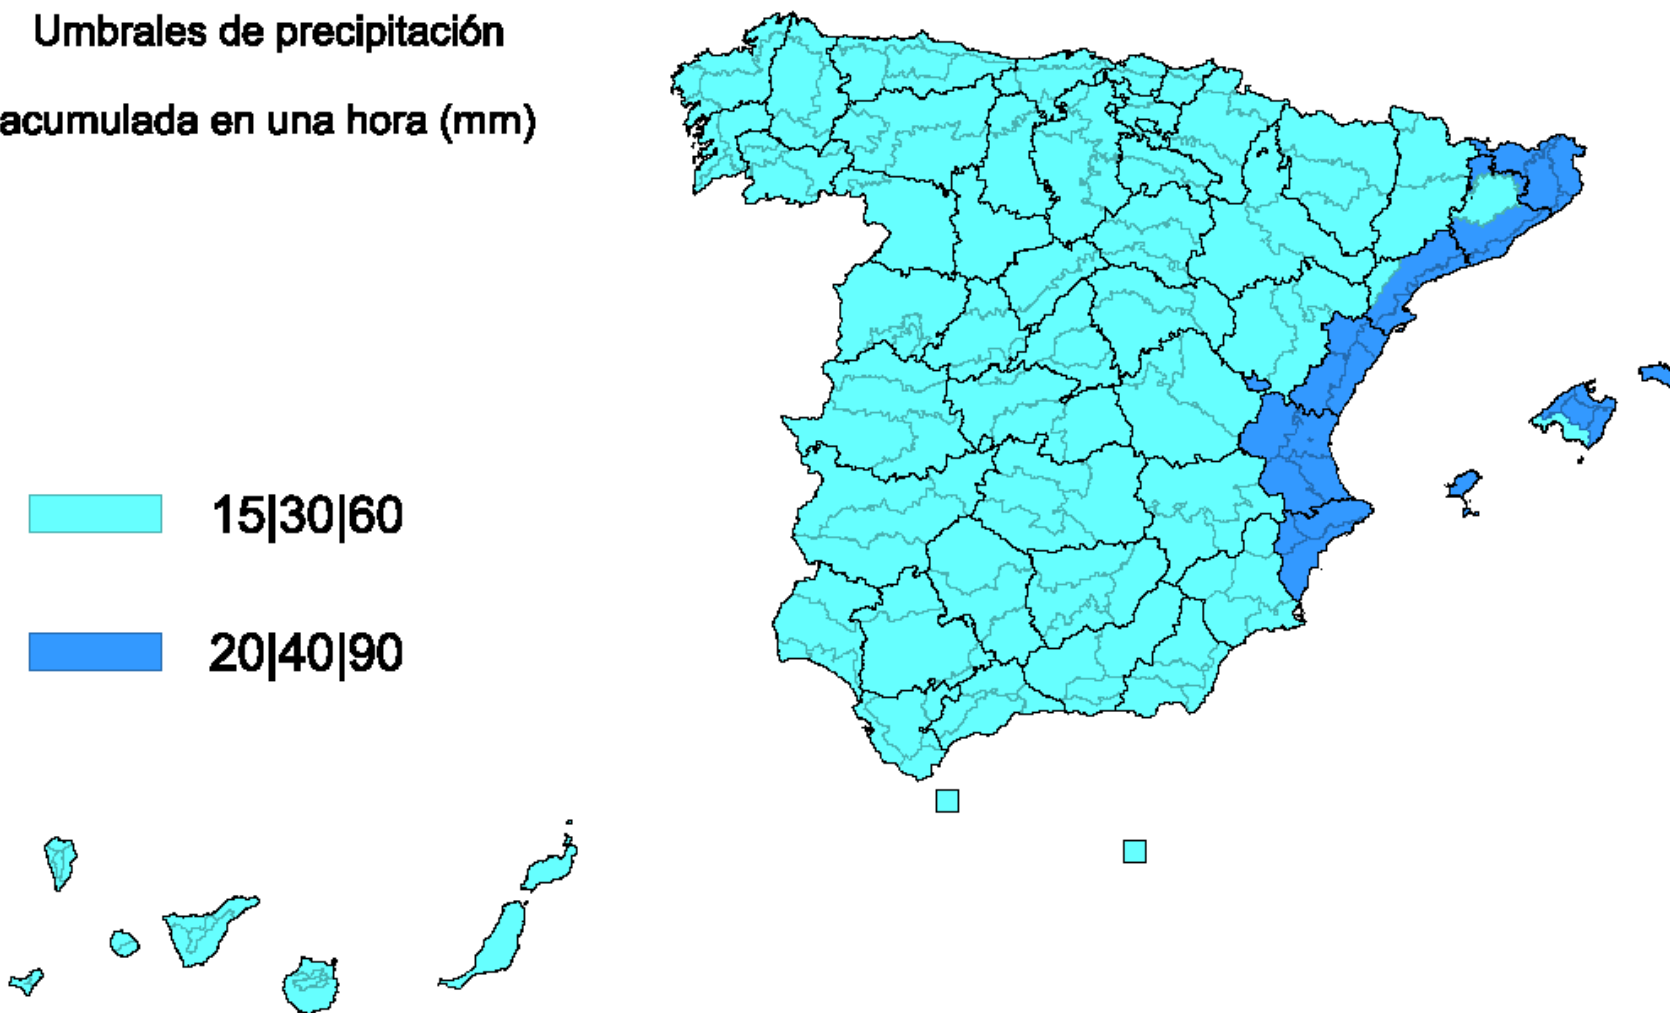 Umbrales de precipitación
acumulada en una hora (mm)
15|30|60
20|40|90